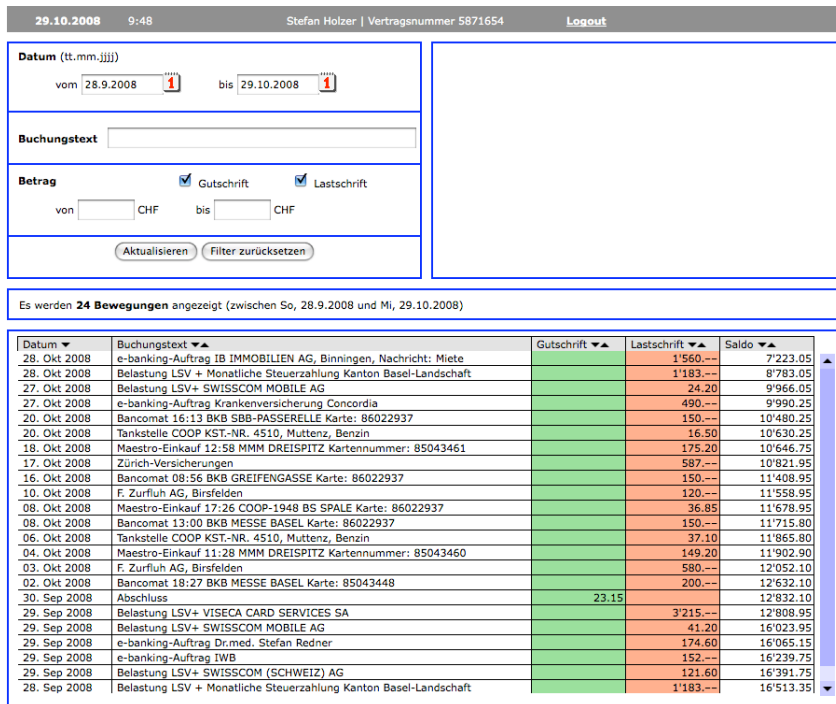 29.10.2008 9:48 Stefan Holzer | Vertragsnummer 5871654 Logout
Datum (tt.mm.jjjj)
vom 28.9.2008 1 bis 29.10.2008 1
Buchungstext
Betrag Gutschrift Lastschrift
von CHF bis CHF
Aktualisieren Filter zurücksetzen
Es werden 24 Bewegungen angezeigt (zwischen So, 28.9.2008 und Mi, 29.10.2008)
Datum ▼ Buchungstext ▼▲ Gutschrift ▼▲ Lastschrift ▼▲ Saldo ▼▲
28. Okt 2008 e-banking-Auftrag IB IMMOBILIEN AG, Binningen, Nachricht: Miete 1'560.-- 7'223.05
28. Okt 2008 Belastung LSV + Monatliche Steuerzahlung Kanton Basel-Landschaft 1'183.-- 8'783.05
27. Okt 2008 Belastung LSV+ SWISSCOM MOBILE AG 24.20 9'966.05
27. Okt 2008 e-banking-Auftrag Krankenversicherung Concordia 490.-- 9'990.25
20. Okt 2008 Bancomat 16:13 BKB SBB-PASSERELLE Karte: 86022937 150.-- 10'480.25
20. Okt 2008 Tankstelle COOP KST.-NR. 4510, Muttenz, Benzin 16.50 10'630.25
18. Okt 2008 Maestro-Einkauf 12:58 MMM DREISPITZ Kartennummer: 85043461 175.20 10'646.75
17. Okt 2008 Zürich-Versicherungen 587.-- 10'821.95
16. Okt 2008 Bancomat 08:56 BKB GREIFENGASSE Karte: 86022937 150.-- 11'408.95
10. Okt 2008 F. Zurfluh AG, Birsfelden 120.-- 11'558.95
08. Okt 2008 Maestro-Einkauf 17:26 COOP-1948 BS SPALE Karte: 86022937 36.85 11'678.95
08. Okt 2008 Bancomat 13:00 BKB MESSE BASEL Karte: 86022937 150.-- 11'715.80
06. Okt 2008 Tankstelle COOP KST.-NR. 4510, Muttenz, Benzin 37.10 11'865.80
04. Okt 2008 Maestro-Einkauf 11:28 MMM DREISPITZ Kartennummer: 85043460 149.20 11'902.90
03. Okt 2008 F. Zurfluh AG, Birsfelden 580.-- 12'052.10
02. Okt 2008 Bancomat 18:27 BKB MESSE BASEL Karte: 85043448 200.-- 12'632.10
30. Sep 2008 Abschluss 23.15 12'832.10
29. Sep 2008 Belastung LSV+ VISECA CARD SERVICES SA 3'215.-- 12'808.95
29. Sep 2008 Belastung LSV+ SWISSCOM MOBILE AG 41.20 16'023.95
29. Sep 2008 e-banking-Auftrag Dr.med. Stefan Redner 174.60 16'065.15
29. Sep 2008 e-banking-Auftrag IWB 152.-- 16'239.75
29. Sep 2008 Belastung LSV+ SWISSCOM (SCHWEIZ) AG 121.60 16'391.75
28. Sep 2008 Belastung LSV + Monatliche Steuerzahlung Kanton Basel-Landschaft 1'183.-- 16'513.35